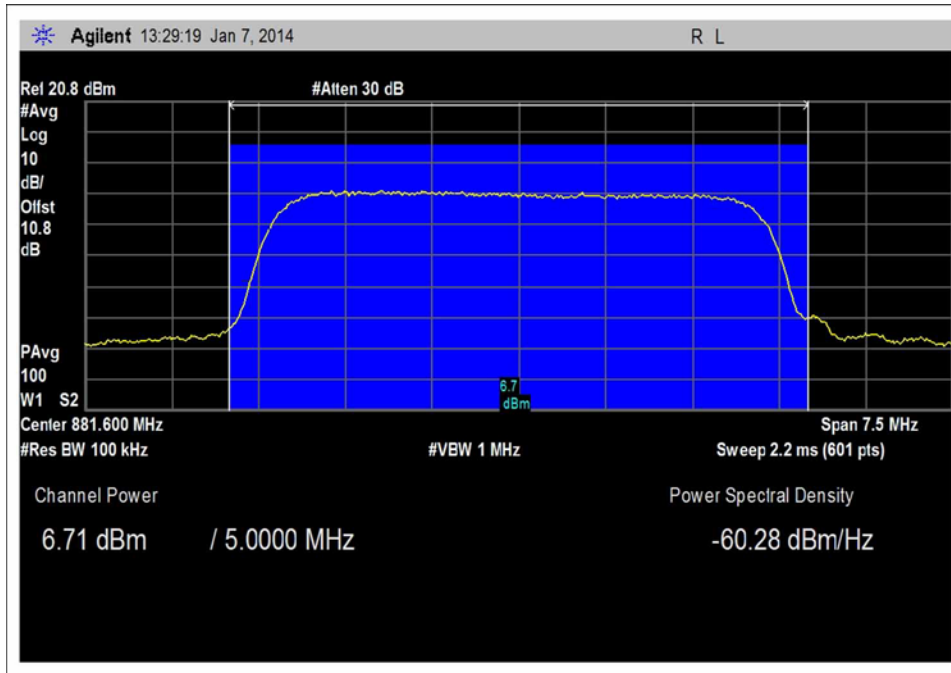 Agilent 13:29:19 Jan 7, 2014 R L
Rel 20.8 dBm #Atten 30 dB
#Avg
Log
10
dB/
Offst
10.8
dB
PAvg
100
W1 S2
6.7
dBm
Center 881.600 MHz Span 7.5 MHz
#Res BW 100 kHz #VBW 1 MHz Sweep 2.2 ms (601 pts)
Channel Power Power Spectral Density
6.71 dBm / 5.0000 MHz -60.28 dBm/Hz